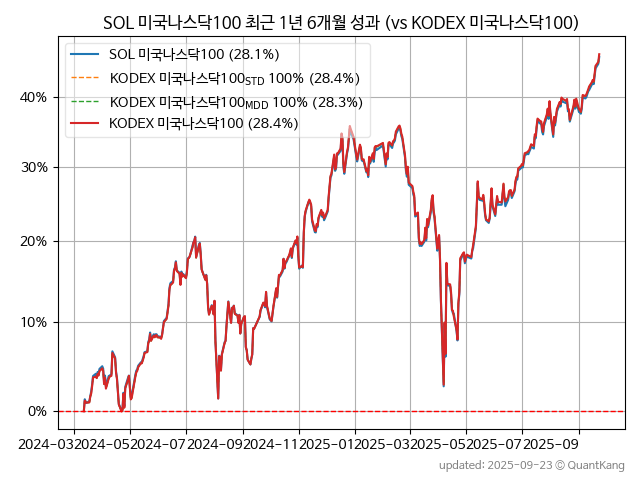 SOL 미국나스닥100 최근 1년 6개월 성과 (vs KODEX 미국나스닥100)
SOL 미국나스닥100 (28.1%)
KODEX 미국나스닥100STD 100% (28.4%)
KODEX 미국나스닥100MDD 100% (28.3%)
KODEX 미국나스닥100 (28.4%)
40%
30%
20%
10%
0%
2024-03 2024-05 2024-07 2024-09 2024-11 2025-01 2025-03 2025-05 2025-07 2025-09
updated: 2025-09-23 ⓒ QuantKang